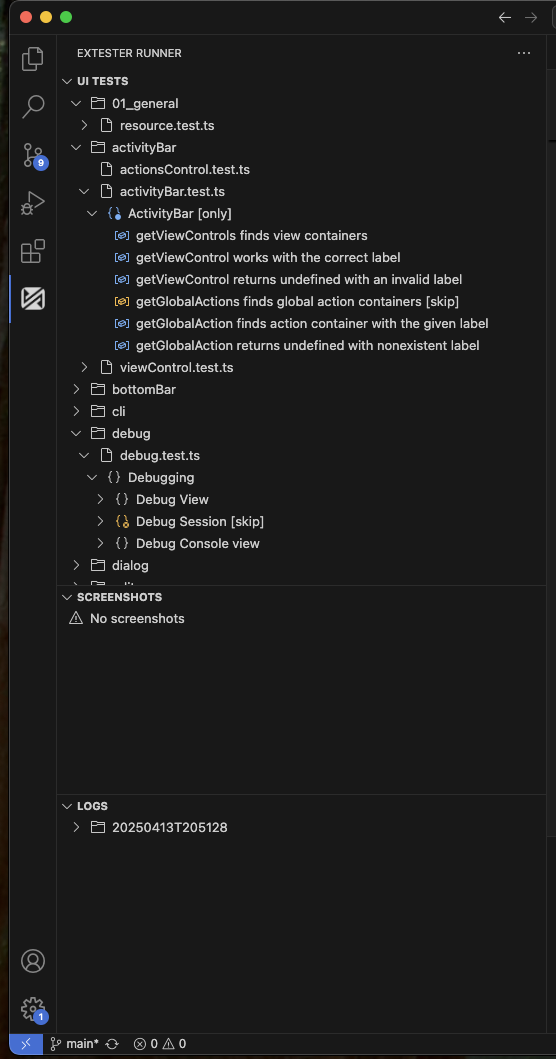 EXTESTER RUNNER
UI TESTS
01_general
resource.test.ts
activityBar
actionsControl.test.ts
activityBar.test.ts
ActivityBar [only]
getViewControls finds view containers
getViewControl works with the correct label
getViewControl returns undefined with an invalid label
getGlobalActions finds global action containers [skip]
getGlobalAction finds action container with the given label
getGlobalAction returns undefined with nonexistent label
viewControl.test.ts
bottomBar
cli
debug
debug.test.ts
Debugging
Debug View
Debug Session [skip]
Debug Console view
dialog
SCREENSHOTS
No screenshots
LOGS
20250413T205128
9
1
main* 0 0